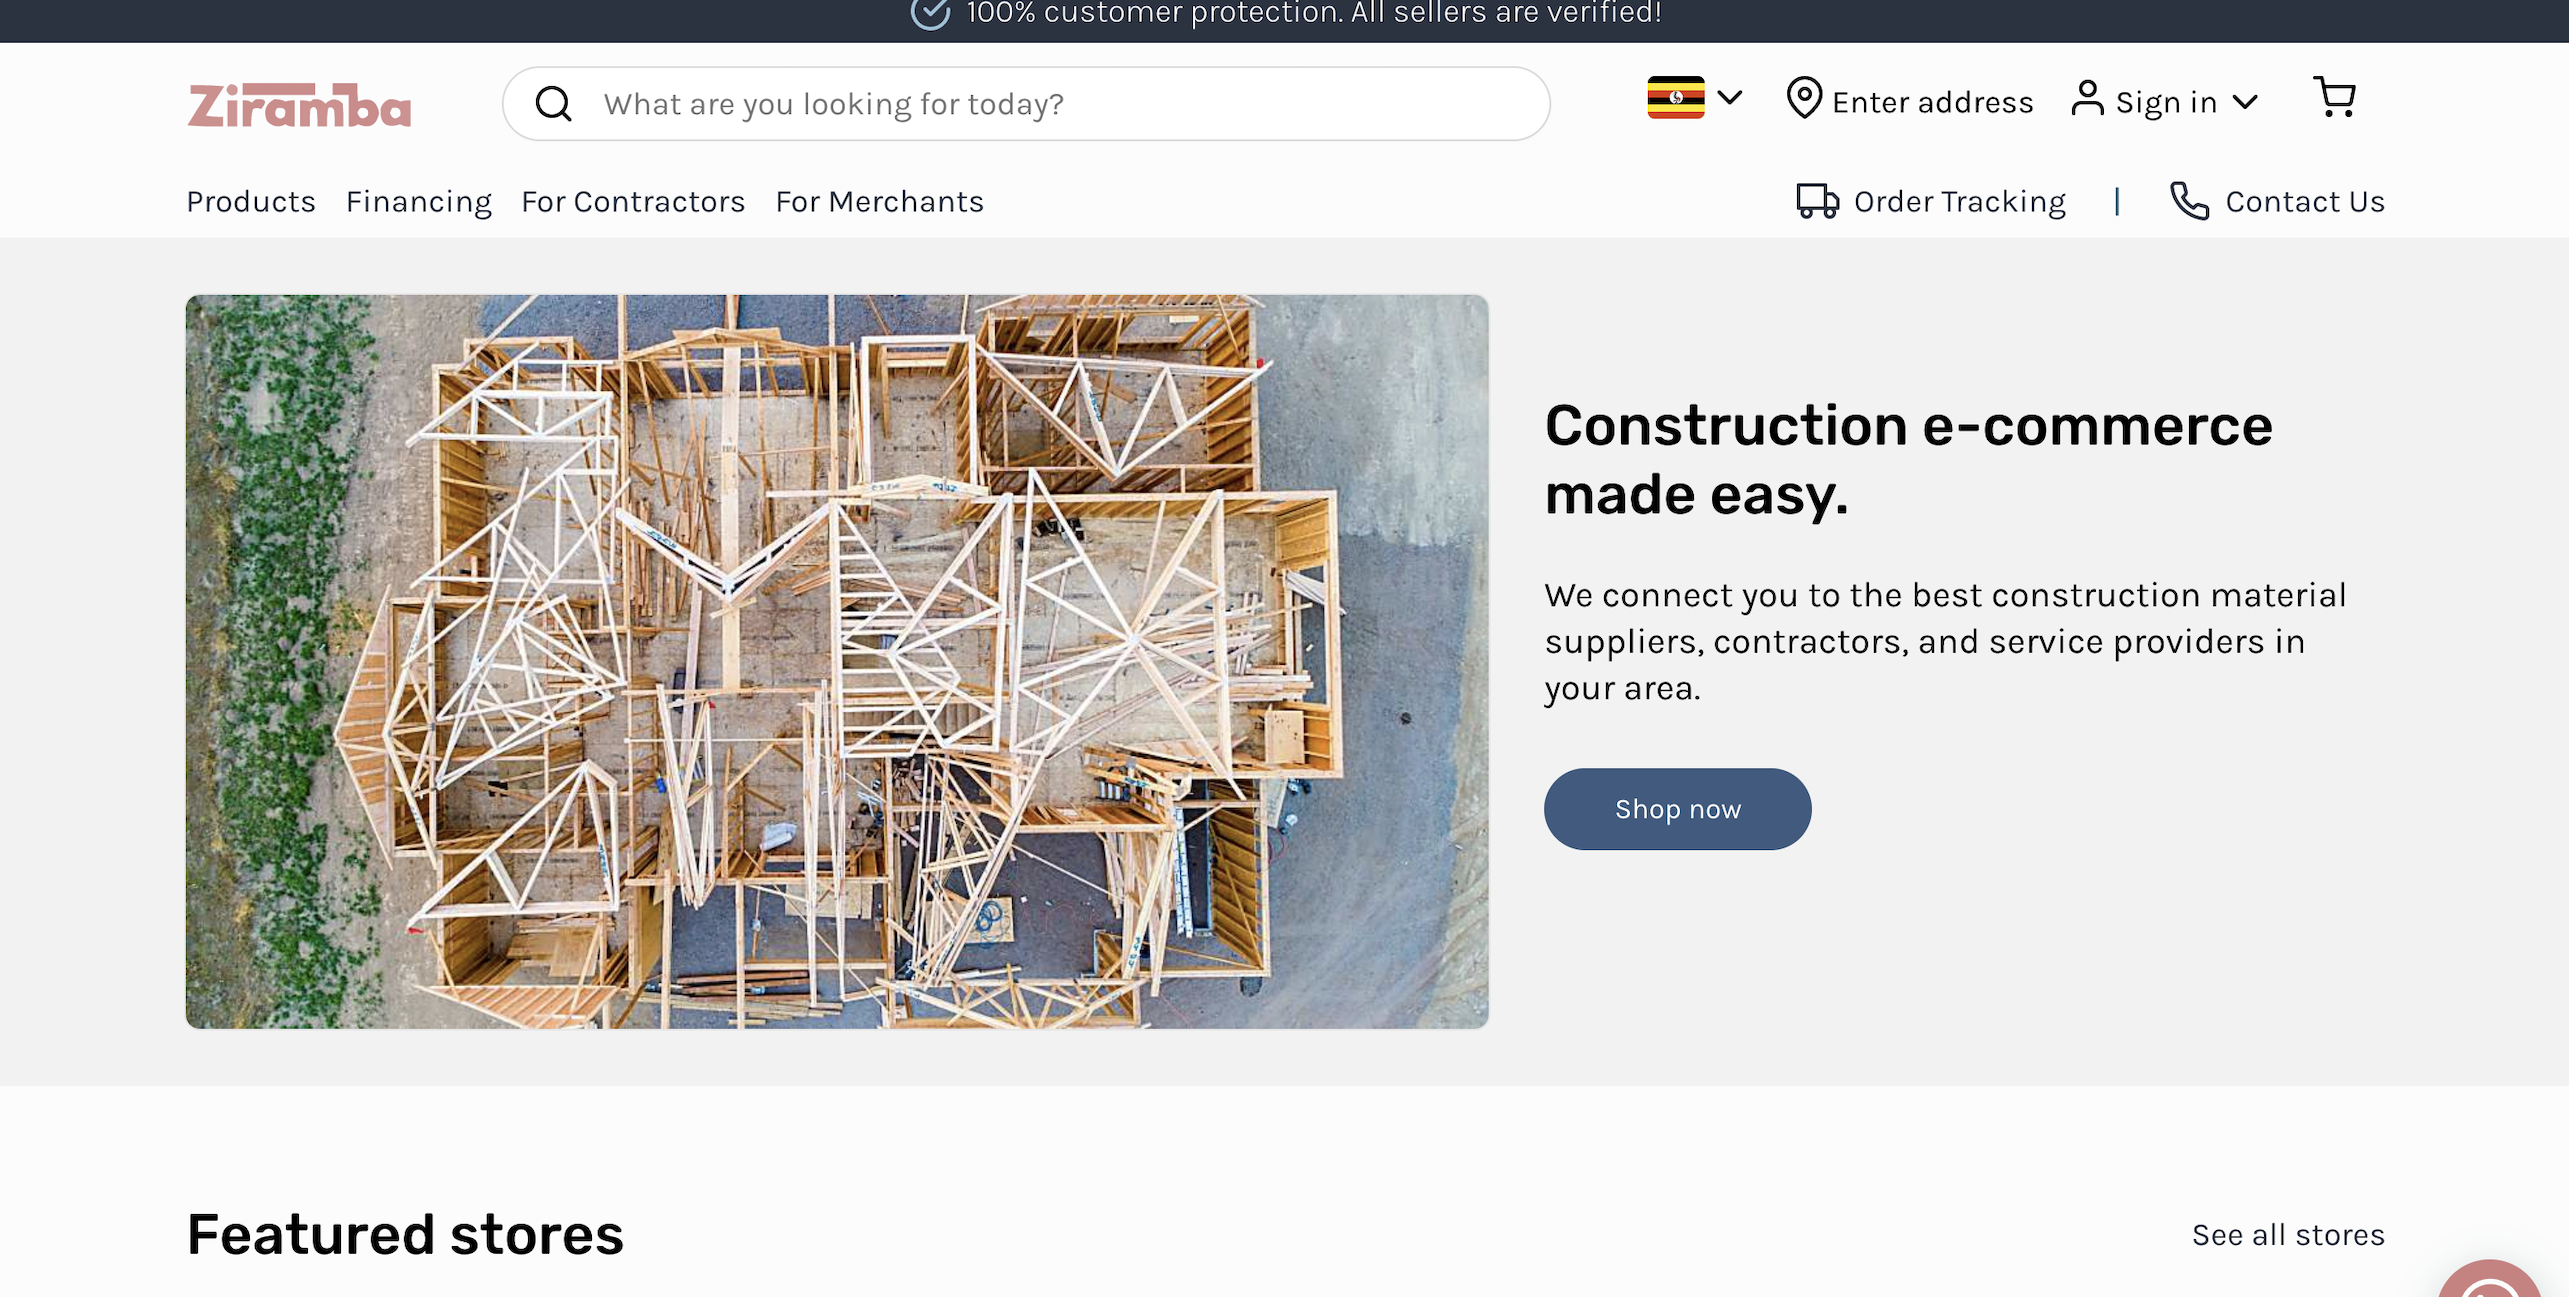 100% customer protection. All sellers are verified!
Ziramba
What are you looking for today?
Enter address
Sign in
Products
Financing
For Contractors
For Merchants
Order Tracking
Contact Us
Construction e-commerce
made easy.
We connect you to the best construction material
suppliers, contractors, and service providers in
your area.
Shop now
Featured stores
See all stores